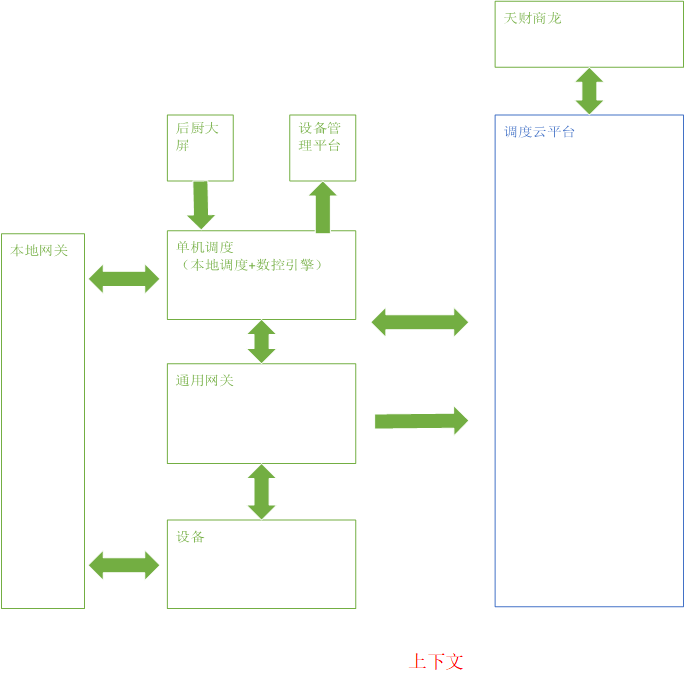 天财商龙
后厨大
屏
设备管
理平台
调度云平台
本地网关
单机调度
（本地调度+数控引擎）
通用网关
设备
上下文